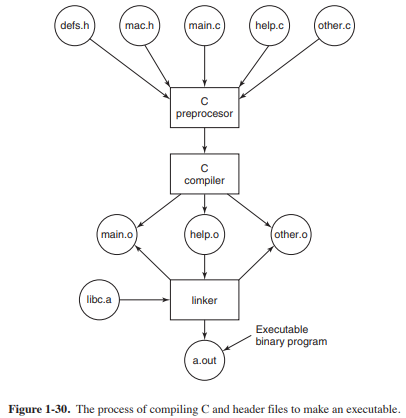 defs.h
mac.h
main.c
help.c
other.c
C
preprocesor
C
compiler
main.o
help.o
other.o
libc.a
linker
Executable
binary program
a.out
Figure 1-30. The process of compiling C and header files to make an executable.